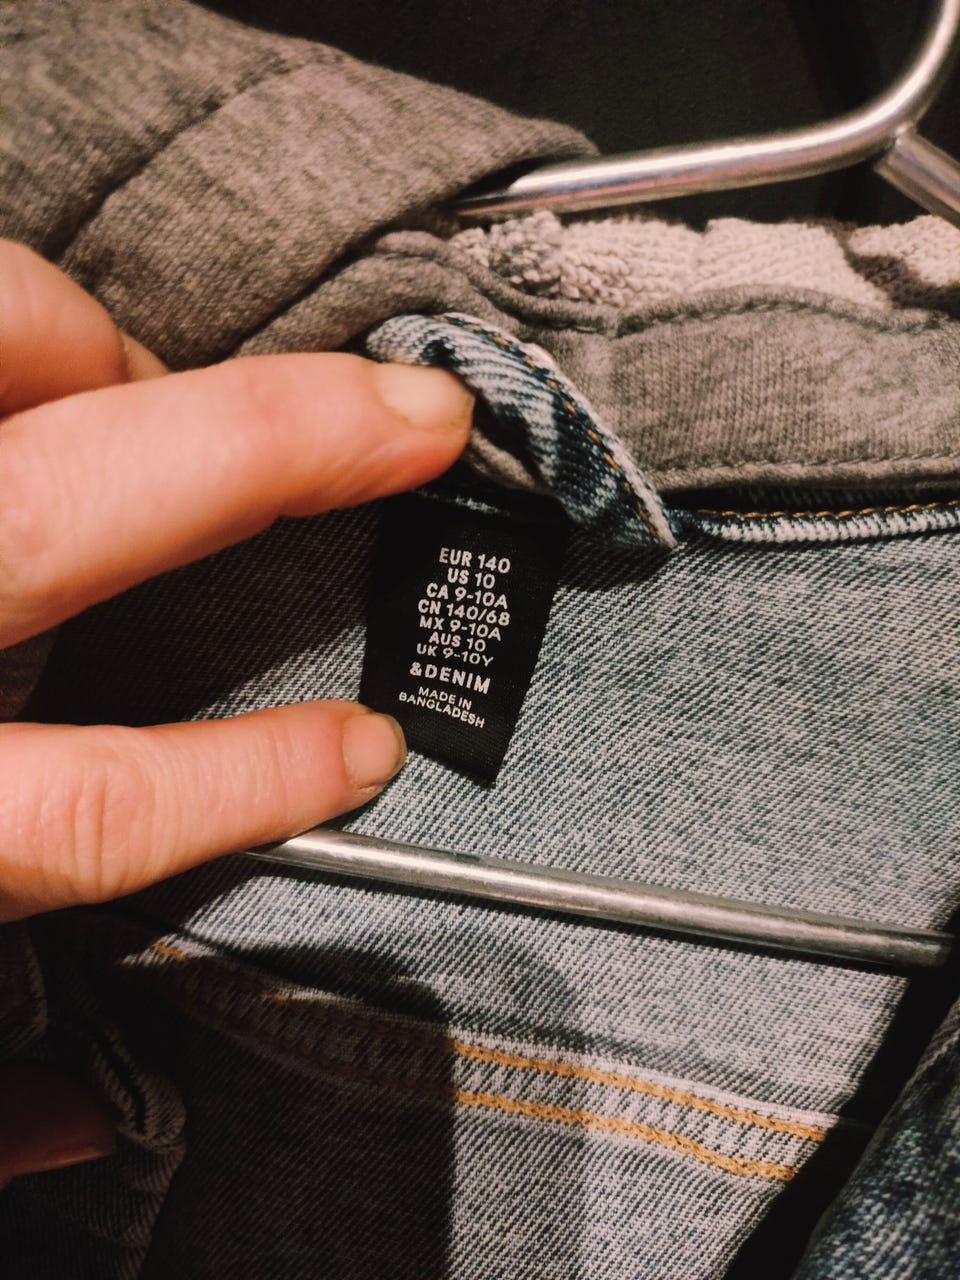 EUR 140
US 10
CA 9-10A
CN 140/68
MX 9-10A
AUS 10
UK 9-10Y
&DENIM
MADE IN
BANGLADESH